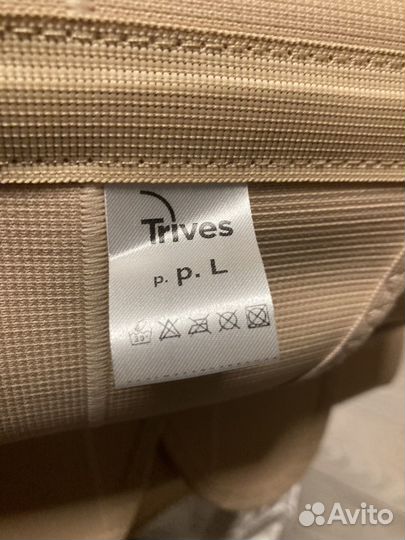 Trives
р. р. L
30°
Avito